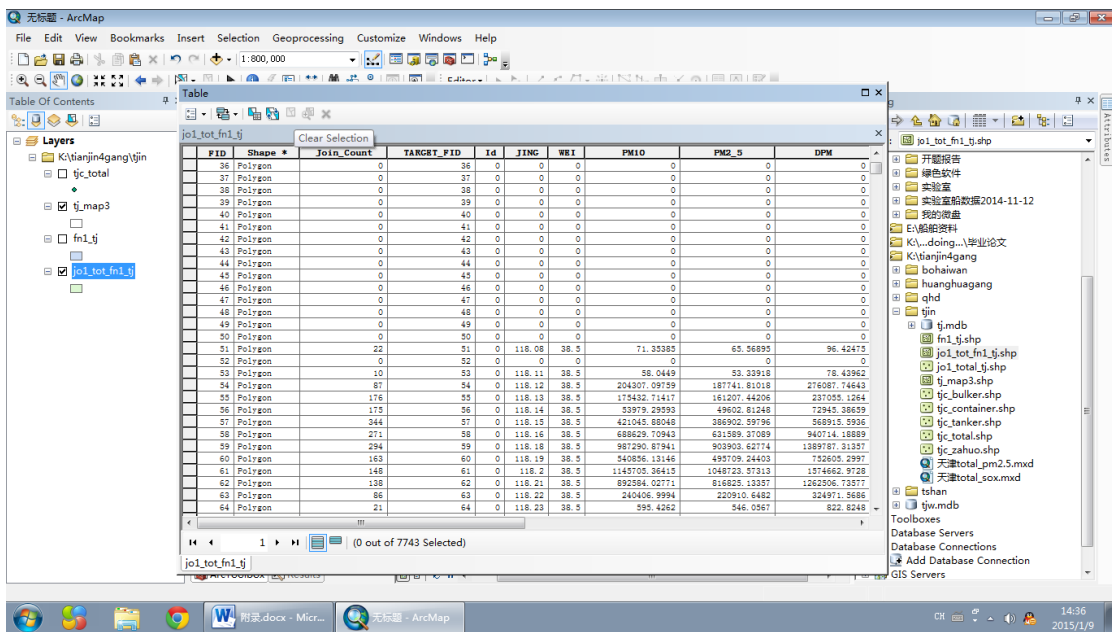 无标题 - ArcMap
File Edit View Bookmarks Insert Selection Geoprocessing Customize Windows Help
1:800,000
Table Of Contents
Layers
K:\tianjin4gang\tjin
tjc_total
tj_map3
fn1_tj
jo1_tot_fn1_tj
Table
jo1_tot_fn1_tj
Clear Selection
FID Shape * Join_Count TARGET_FID Id JING WEI PM10 PM2_5 DPM
36 Polygon 0 36 0 0 0 0 0 0
37 Polygon 0 37 0 0 0 0 0 0
38 Polygon 0 38 0 0 0 0 0 0
39 Polygon 0 39 0 0 0 0 0 0
40 Polygon 0 40 0 0 0 0 0 0
41 Polygon 0 41 0 0 0 0 0 0
42 Polygon 0 42 0 0 0 0 0 0
43 Polygon 0 43 0 0 0 0 0 0
44 Polygon 0 44 0 0 0 0 0 0
45 Polygon 0 45 0 0 0 0 0 0
46 Polygon 0 46 0 0 0 0 0 0
47 Polygon 0 47 0 0 0 0 0 0
48 Polygon 0 48 0 0 0 0 0 0
49 Polygon 0 49 0 0 0 0 0 0
50 Polygon 0 50 0 0 0 0 0 0
51 Polygon 22 51 0 118.08 38.5 71.35385 65.56895 96.42475
52 Polygon 0 52 0 0 0 0 0 0
53 Polygon 10 53 0 118.11 38.5 58.0449 53.33918 78.43962
54 Polygon 87 54 0 118.12 38.5 204307.09759 187741.81018 276087.74643
55 Polygon 176 55 0 118.13 38.5 175432.71417 161207.44206 237055.1264
56 Polygon 175 56 0 118.14 38.5 53979.29593 49602.81248 72945.38659
57 Polygon 344 57 0 118.15 38.5 421045.88048 386902.59796 568915.5936
58 Polygon 271 58 0 118.16 38.5 688629.70943 631589.37089 940714.18889
59 Polygon 294 59 0 118.18 38.5 987290.87941 903903.62774 1389787.31357
60 Polygon 163 60 0 118.19 38.5 540856.13146 495709.24403 752605.2997
61 Polygon 148 61 0 118.2 38.5 1145705.36415 1048723.57313 1574662.9728
62 Polygon 138 62 0 118.21 38.5 892584.02771 816825.13357 1262506.73577
63 Polygon 86 63 0 118.22 38.5 240406.9994 220910.6482 324971.5686
64 Polygon 21 64 0 118.23 38.5 595.4262 546.0567 822.8248
1 (0 out of 7743 Selected)
jo1_tot_fn1_tj
jo1_tot_fn1_tj.shp
开题报告
绿色软件
实验室
实验室船数据2014-11-12
我的微盘
E:\船舶资料
K:\...doing...\毕业论文
K:\tianjin4gang
bohaiwan
huanghuagang
qhd
tjin
tj.mdb
fn1_tj.shp
jo1_tot_fn1_tj.shp
jo1_total_tj.shp
tj_map3.shp
tjc_bulker.shp
tjc_container.shp
tjc_tanker.shp
tjc_total.shp
tjc_zahuo.shp
天津total_pm2.5.mxd
天津total_sox.mxd
tshan
tjw.mdb
Toolboxes
Database Servers
Database Connections
Add Database Connection
GIS Servers
Attributes
附录.docx - Micr...
无标题 - ArcMap
CH
14:36
2015/1/9